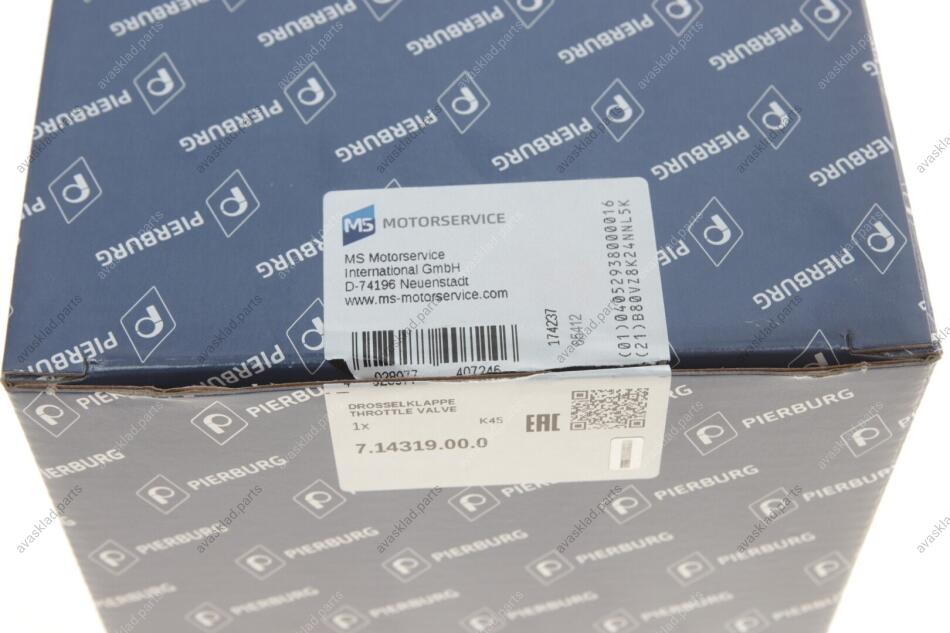 PIERBURG
MS MOTORSERVICE
MS Motorservice
International GmbH
D-74196 Neuenstadt
www.ms-motorservice.com
174237
(01)04052938000016
(21)B80VZ8K24NNL5K
407246
DROSSELKLAPPE
THROTTLE VALVE
1x
K45
EAC
7.14319.00.0
PIERBURG
avasklad.parts